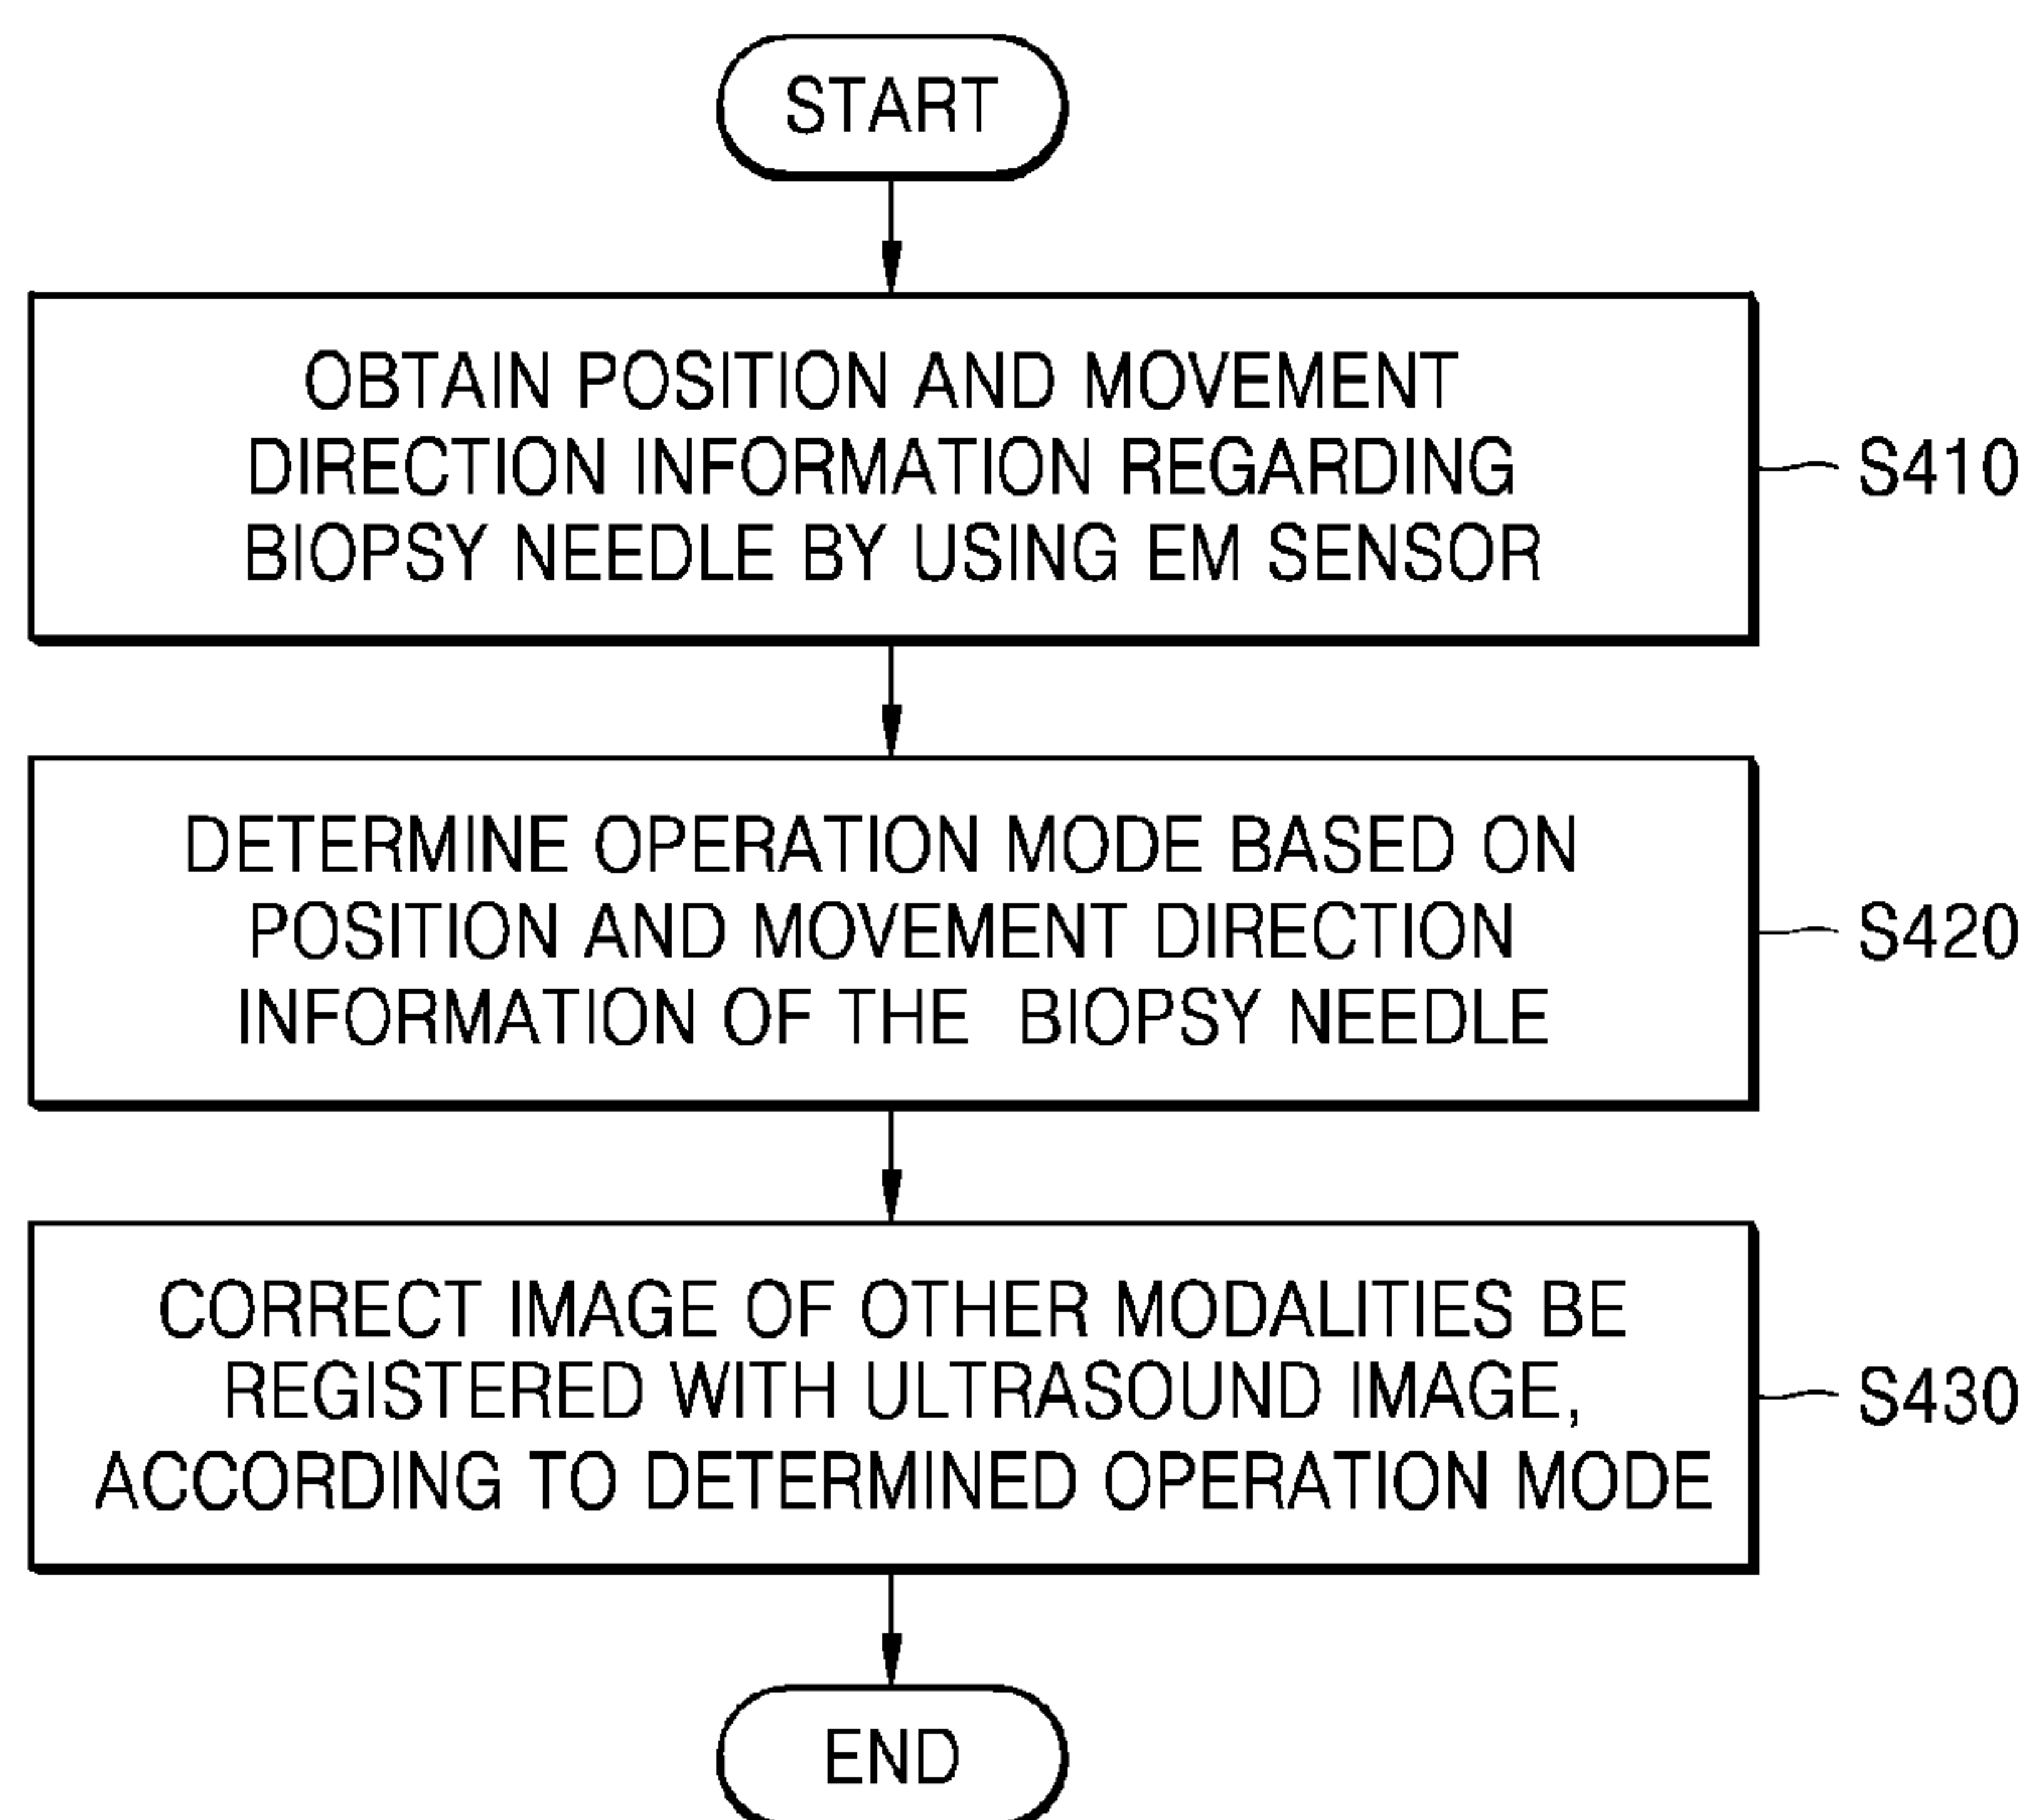 START
OBTAIN POSITION AND MOVEMENT
DIRECTION INFORMATION REGARDING
BIOPSY NEEDLE BY USING EM SENSOR
S410
DETERMINE OPERATION MODE BASED ON
POSITION AND MOVEMENT DIRECTION
INFORMATION OF THE BIOPSY NEEDLE
S420
CORRECT IMAGE OF OTHER MODALITIES BE
REGISTERED WITH ULTRASOUND IMAGE,
ACCORDING TO DETERMINED OPERATION MODE
S430
END